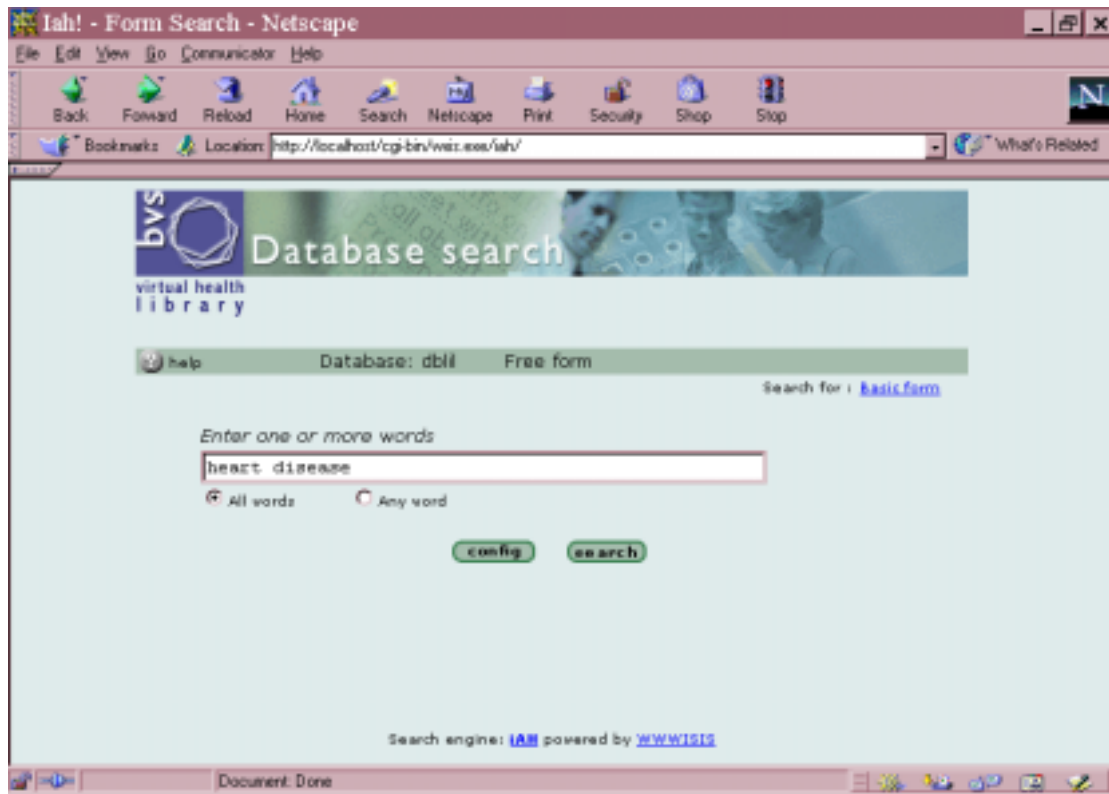 Iah! - Form Search - Netscape
File Edit View Go Communicator Help
Back Forward Reload Home Search Netscape Print Security Shop Stop
N
Bookmarks Location: http://localhost/cgi-bin/wxis.exe/iah/ What's Related
bvs
Database search
virtual health
library
help Database: dblil Free form
Search for : Basic form
Enter one or more words
heart disease
All words Any word
config search
Search engine: iAH powered by WWWISIS
Document: Done